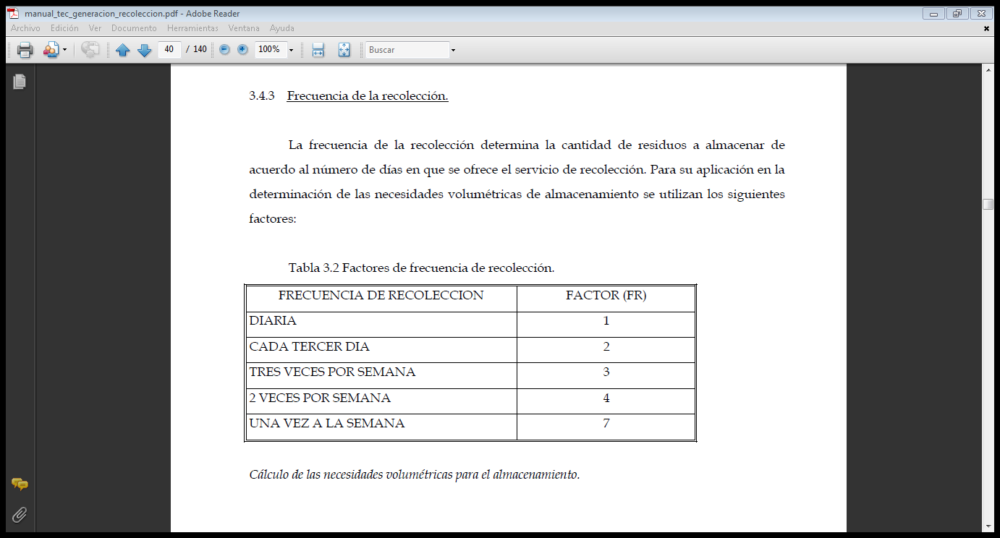 manual_tec_generacion_recoleccion.pdf - Adobe Reader
Archivo Edición Ver Documento Herramientas Ventana Ayuda
40 / 140 100% Buscar
3.4.3 Frecuencia de la recolección.
La frecuencia de la recolección determina la cantidad de residuos a almacenar de
acuerdo al número de días en que se ofrece el servicio de recolección. Para su aplicación en la
determinación de las necesidades volumétricas de almacenamiento se utilizan los siguientes
factores:
Tabla 3.2 Factores de frecuencia de recolección.
FRECUENCIA DE RECOLECCION FACTOR (FR)
DIARIA 1
CADA TERCER DIA 2
TRES VECES POR SEMANA 3
2 VECES POR SEMANA 4
UNA VEZ A LA SEMANA 7
Cálculo de las necesidades volumétricas para el almacenamiento.